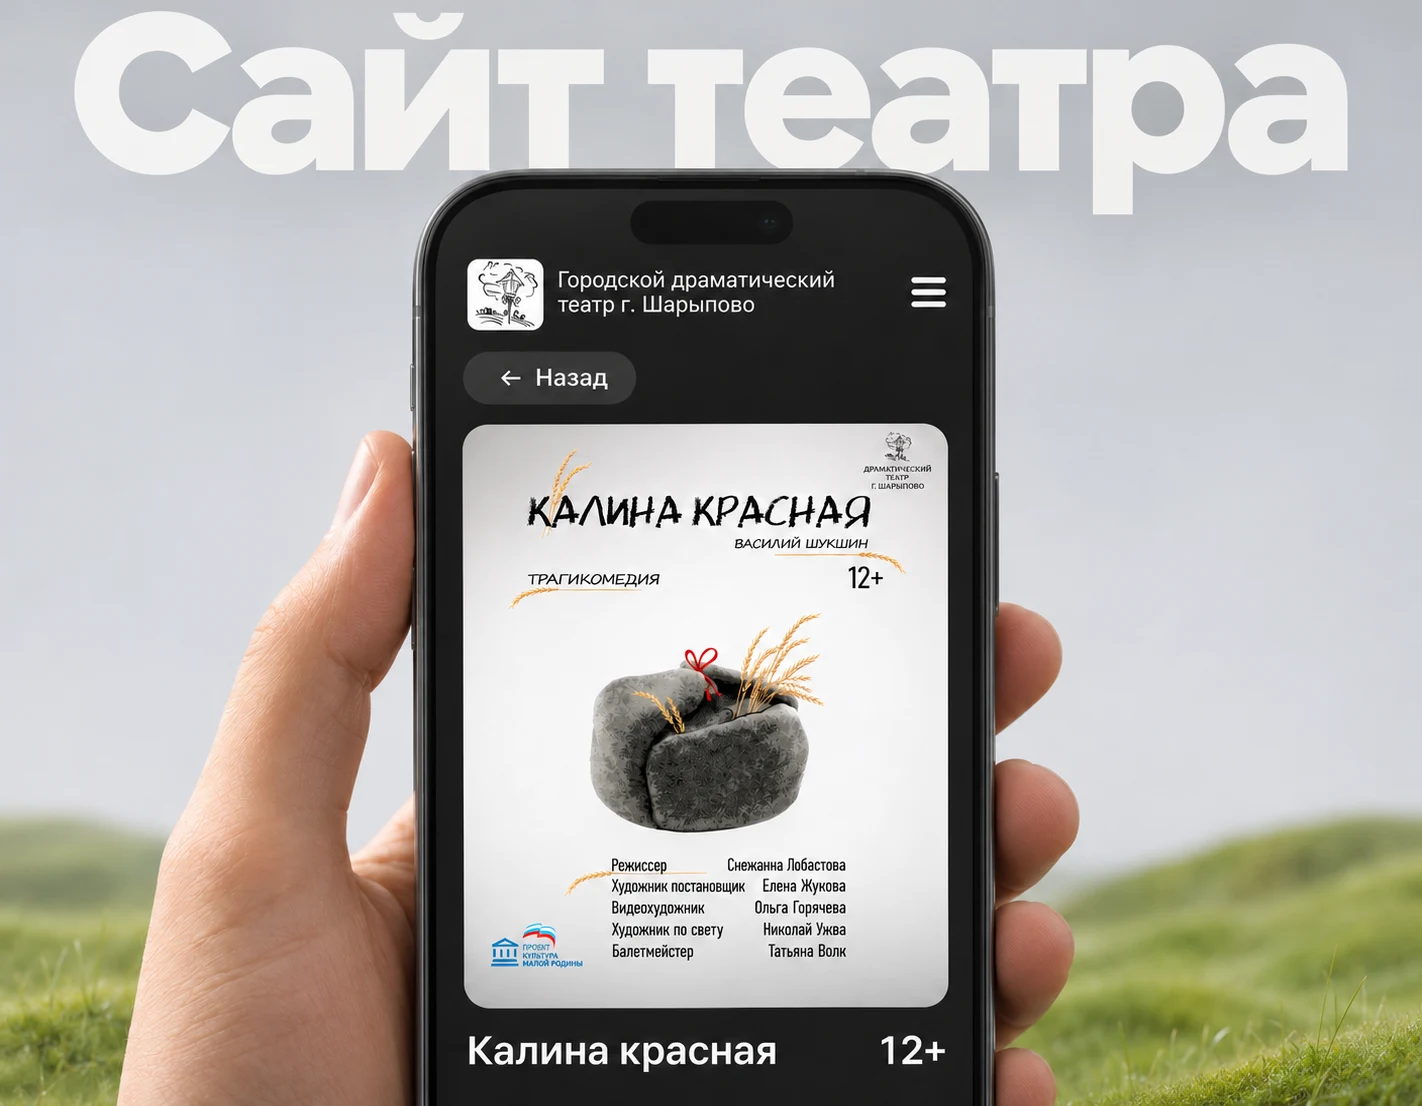 Сайт театра
Городской драматический
театр г. Шарыпово
← Назад
ДРАМАТИЧЕСКИЙ
ТЕАТР
Г. ШАРЫПОВО
КАЛИНА КРАСНАЯ
ВАСИЛИЙ ШУКШИН
ТРАГИКОМЕДИЯ 12+
Режиссер Снежанна Лобастова
Художник постановщик Елена Жукова
Видеохудожник Ольга Горячева
Художник по свету Николай Ужва
Балетмейстер Татьяна Волк
ПРОЕКТ
КУЛЬТУРА
МАЛОЙ РОДИНЫ
Калина красная 12+